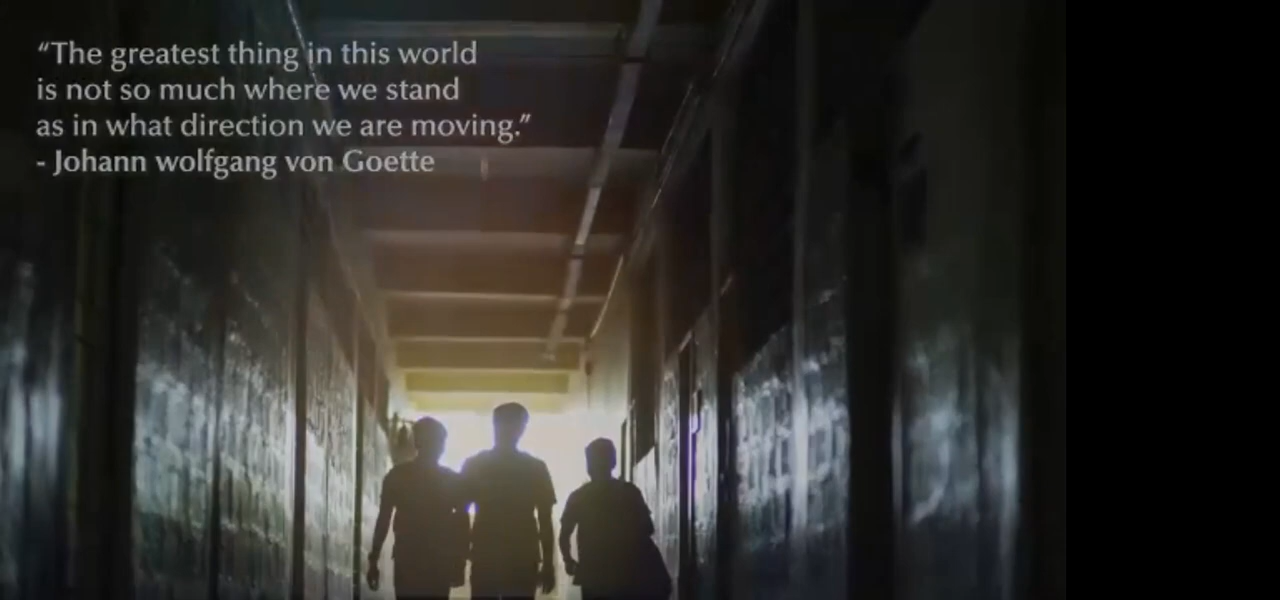 “The greatest thing in this world
is not so much where we stand
as in what direction we are moving.”
- Johann wolfgang von Goette